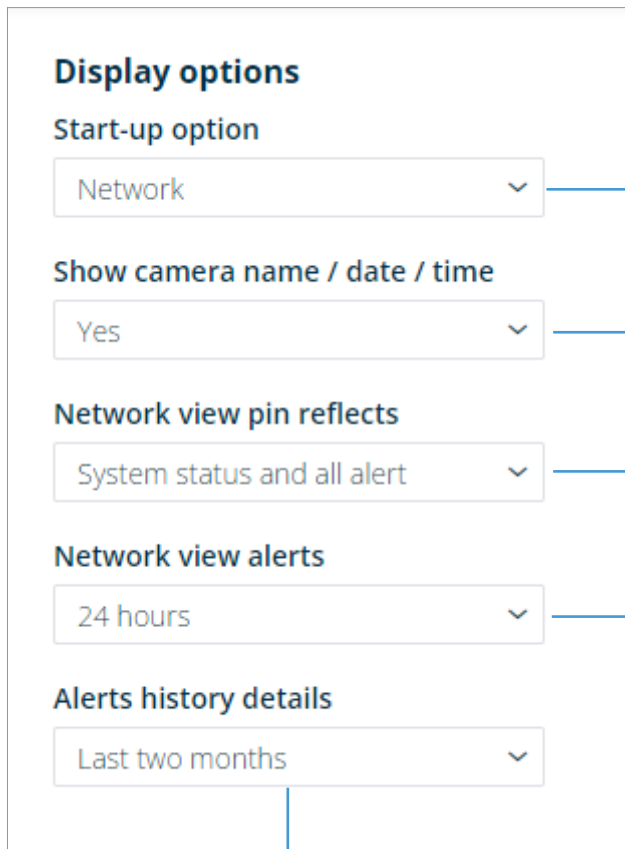 Display options
Start-up option
Network
Show camera name / date / time
Yes
Network view pin reflects
System status and all alert
Network view alerts
24 hours
Alerts history details
Last two months